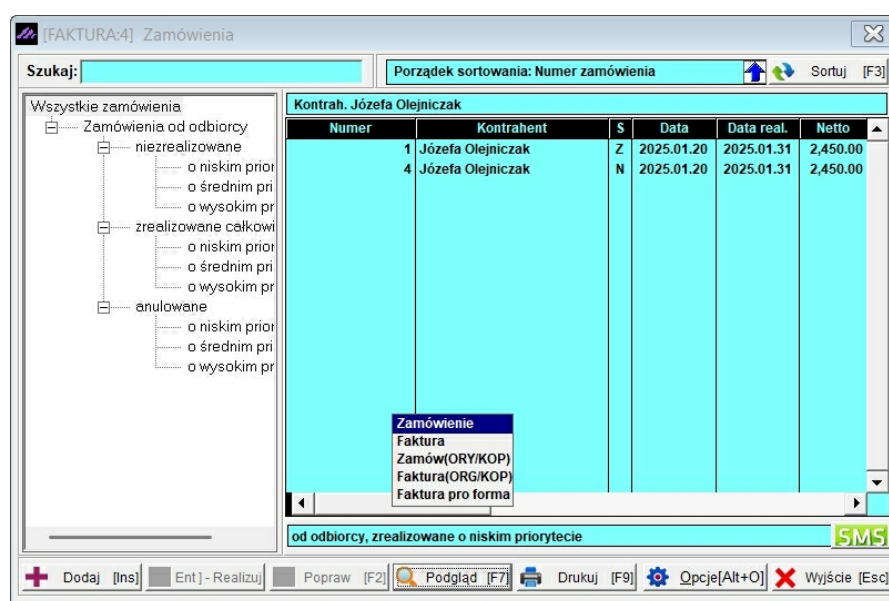 [FAKTURA:4] Zamówienia
Szukaj:
Porządek sortowania: Numer zamówienia
Sortuj [F3]
Wszystkie zamówienia
Zamówienia od odbiorcy
niezrealizowane
o niskim prior
o średnim pri
o wysokim pr
zrealizowane całkowi
o niskim prior
o średnim pri
o wysokim pr
anulowane
o niskim prior
o średnim pri
o wysokim pr
Kontrah. Józefa Olejniczak
Numer Kontrahent S Data Data real. Netto
1 Józefa Olejniczak Z 2025.01.20 2025.01.31 2,450.00
4 Józefa Olejniczak N 2025.01.20 2025.01.31 2,450.00
Zamówienie
Faktura
Zamów(ORY/KOP)
Faktura(ORG/KOP)
Faktura pro forma
od odbiorcy, zrealizowane o niskim priorytecie
SMS
Dodaj [Ins] Ent] - Realizuj Popraw [F2] Podgląd [F7] Drukuj [F9] Opcje[Alt+O] Wyjście [Esc]